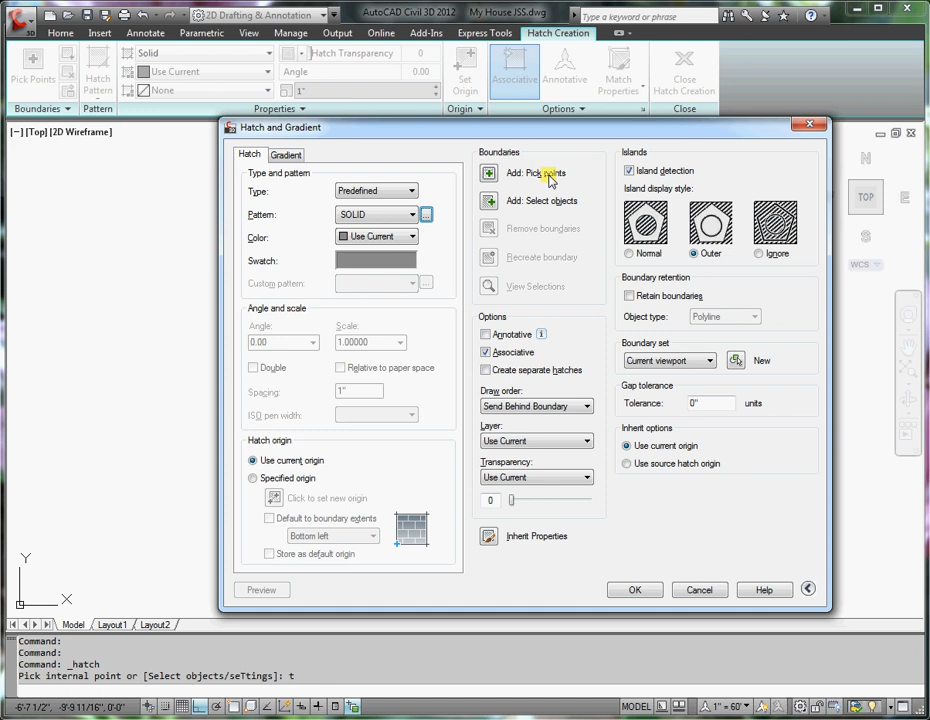 2D Drafting & Annotation
AutoCAD Civil 3D 2012 My House JSS.dwg
Type a keyword or phrase
3D
Home Insert Annotate Parametric View Manage Output Add-Ins Express Tools Hatch Creation
Pick Points
Hatch Pattern
Solid
Use Current
None
Hatch Transparency 0
Angle 0.00
1"
Set Origin
Associative
Annotative
Match Properties
Close Hatch Creation
Boundaries Pattern Properties Origin Options Close
[−] [Top] [2D Wireframe]
Hatch and Gradient
Hatch Gradient
Type and pattern
Type: Predefined
Pattern: SOLID
Color: Use Current
Swatch:
Custom pattern:
Angle and scale
Angle: Scale:
0.00 1.00000
Double Relative to paper space
Spacing: 1"
ISO pen width:
Hatch origin
Use current origin
Specified origin
Click to set new origin
Default to boundary extents
Bottom left
Store as default origin
Preview
Boundaries
Add: Pick points
Add: Select objects
Remove boundaries
Recreate boundary
View Selections
Options
Annotative
Associative
Create separate hatches
Draw order:
Send Behind Boundary
Layer:
Use Current
Transparency:
Use Current
0
Inherit Properties
Islands
Island detection
Island display style:
Normal Outer Ignore
Boundary retention
Retain boundaries
Object type: Polyline
Boundary set
Current viewport New
Gap tolerance
Tolerance: 0" units
Inherit options
Use current origin
Use source hatch origin
OK Cancel Help
N
TOP E
S
WCS
Y
X
Model Layout1 Layout2
Command:
Command:
Command: _hatch
Pick internal point or [Select objects/seTtings]: t
-6'-7 1/2", -9'-9 11/16", 0'-0"
MODEL
1" = 60'